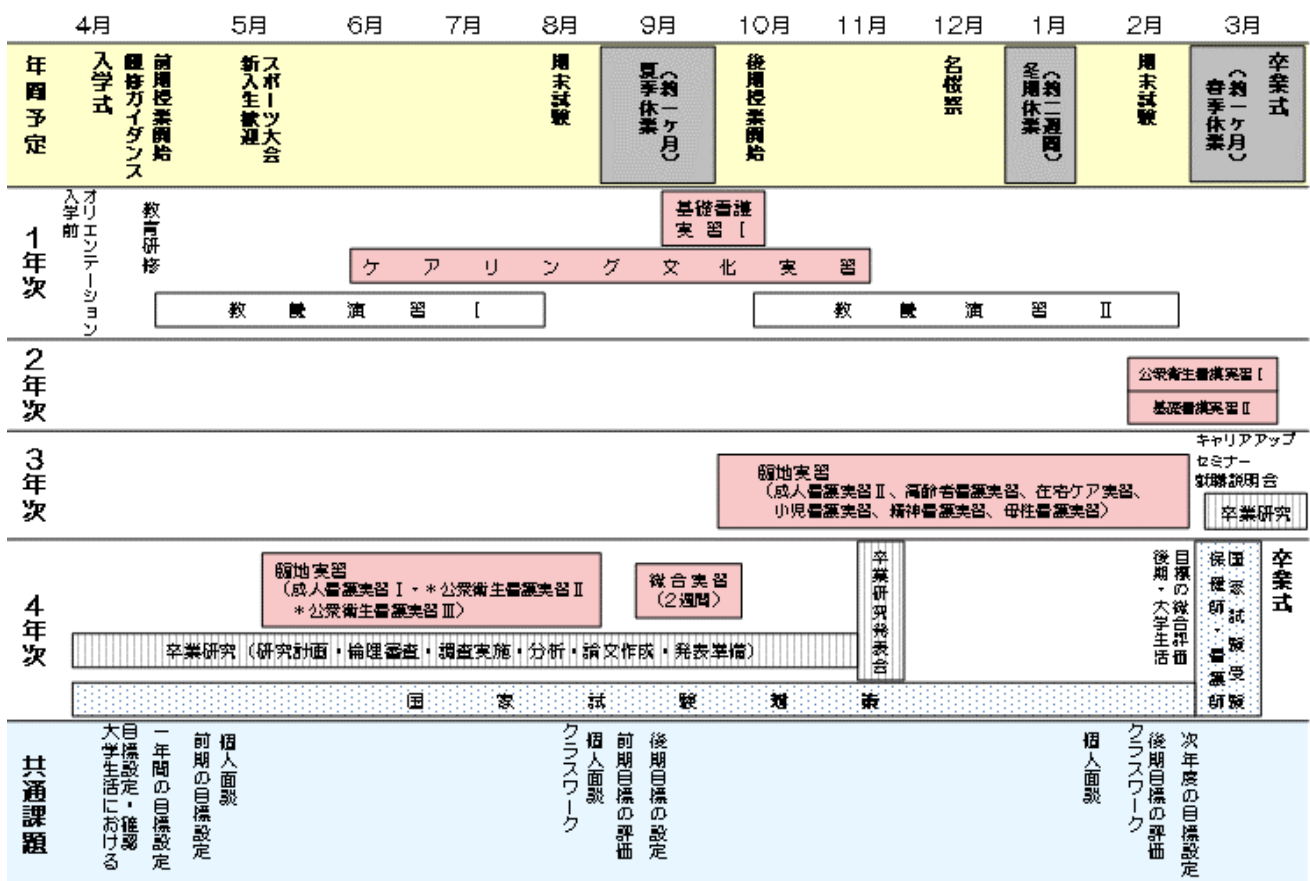 4月 5月 6月 7月 8月 9月 10月 11月 12月 1月 2月 3月
年間予定
入学式
履修ガイダンス
前期授業開始
新入生歓迎
スポーツ大会
期末試験
夏季休業
(約一ヶ月)
後期授業開始
名桜祭
冬期休業
(約二週間)
期末試験
春季休業
(約一ヶ月)
卒業式
1年次
入学前
オリエンテーション
教育研修
基礎看護
実習Ⅰ
ケアリング文化実習
教養演習Ⅰ
教養演習Ⅱ
2年次
公衆衛生看護実習Ⅰ
基礎看護実習Ⅱ
3年次
臨地実習
(成人看護実習Ⅱ、高齢者看護実習、在宅ケア実習、
小児看護実習、精神看護実習、母性看護実習)
キャリアアップ
セミナー
就職説明会
卒業研究
4年次
臨地実習
(成人看護実習Ⅰ・*公衆衛生看護実習Ⅱ
*公衆衛生看護実習Ⅲ)
総合実習
(2週間)
卒業研究(研究計画・倫理審査・調査実施・分析・論文作成・発表準備)
卒業研究発表会
国家試験対策
後期・大学生活
目標の総合評価
保健師・看護師
国家試験受験
卒業式
共通課題
大学生活における
目標設定・確認
一年間の目標設定
前期の目標設定
個人面談
クラスワーク
個人面談
前期目標の評価
後期目標の設定
個人面談
クラスワーク
後期目標の評価
次年度の目標設定